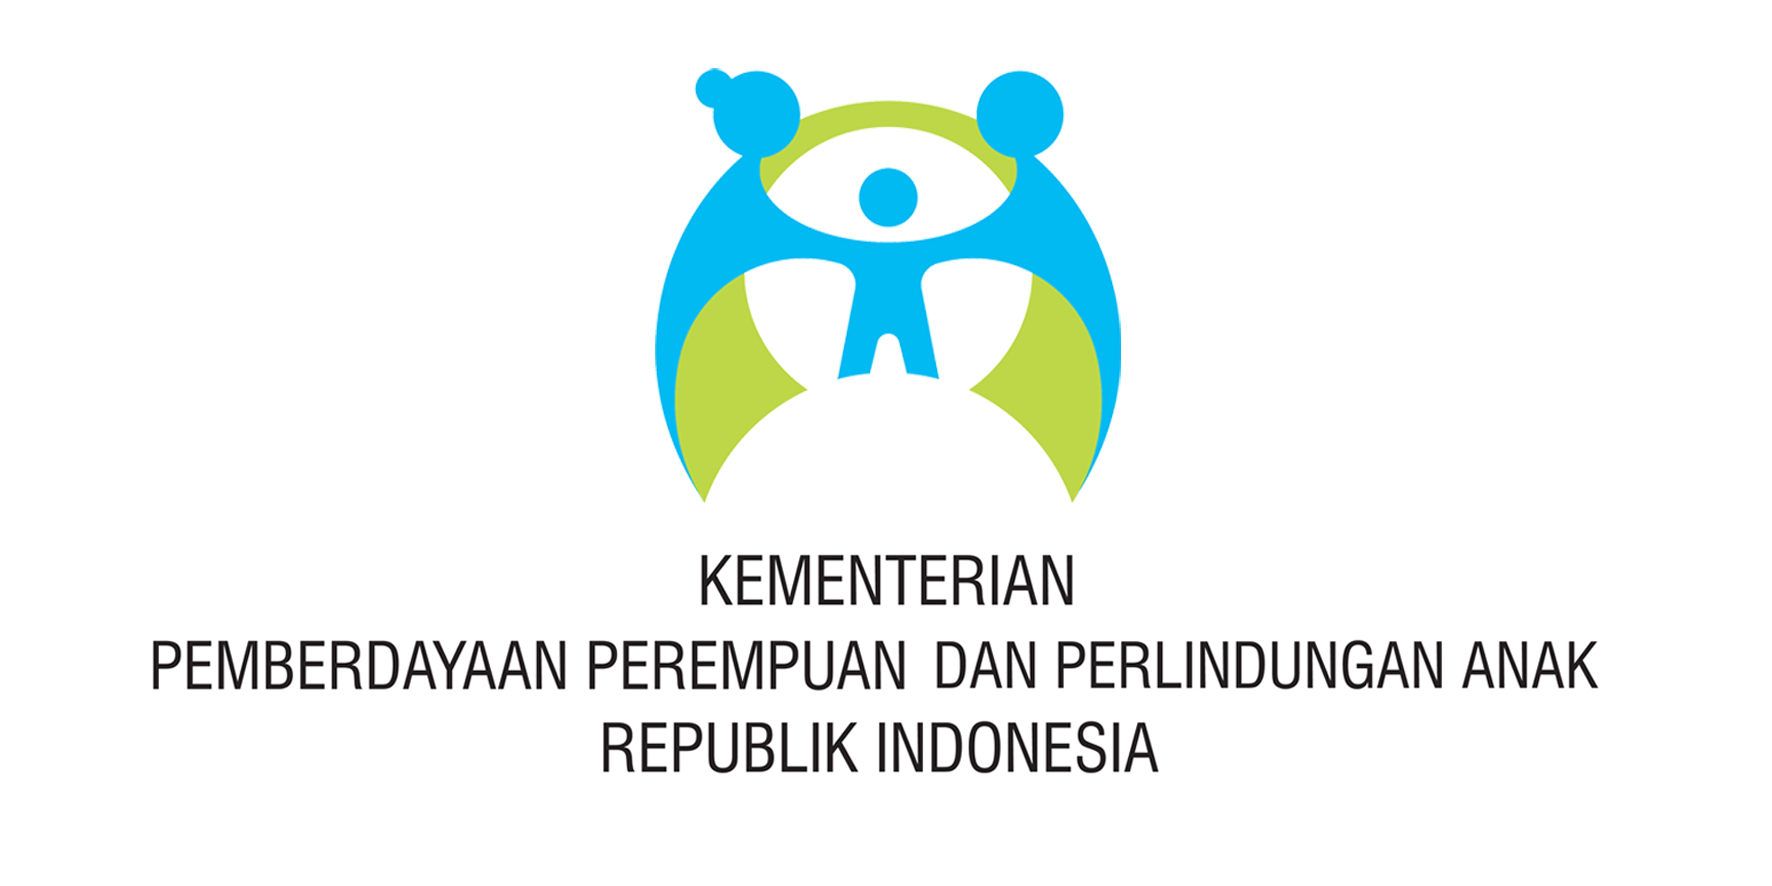 KEMENTERIAN
PEMBERDAYAAN PEREMPUAN DAN PERLINDUNGAN ANAK
REPUBLIK INDONESIA